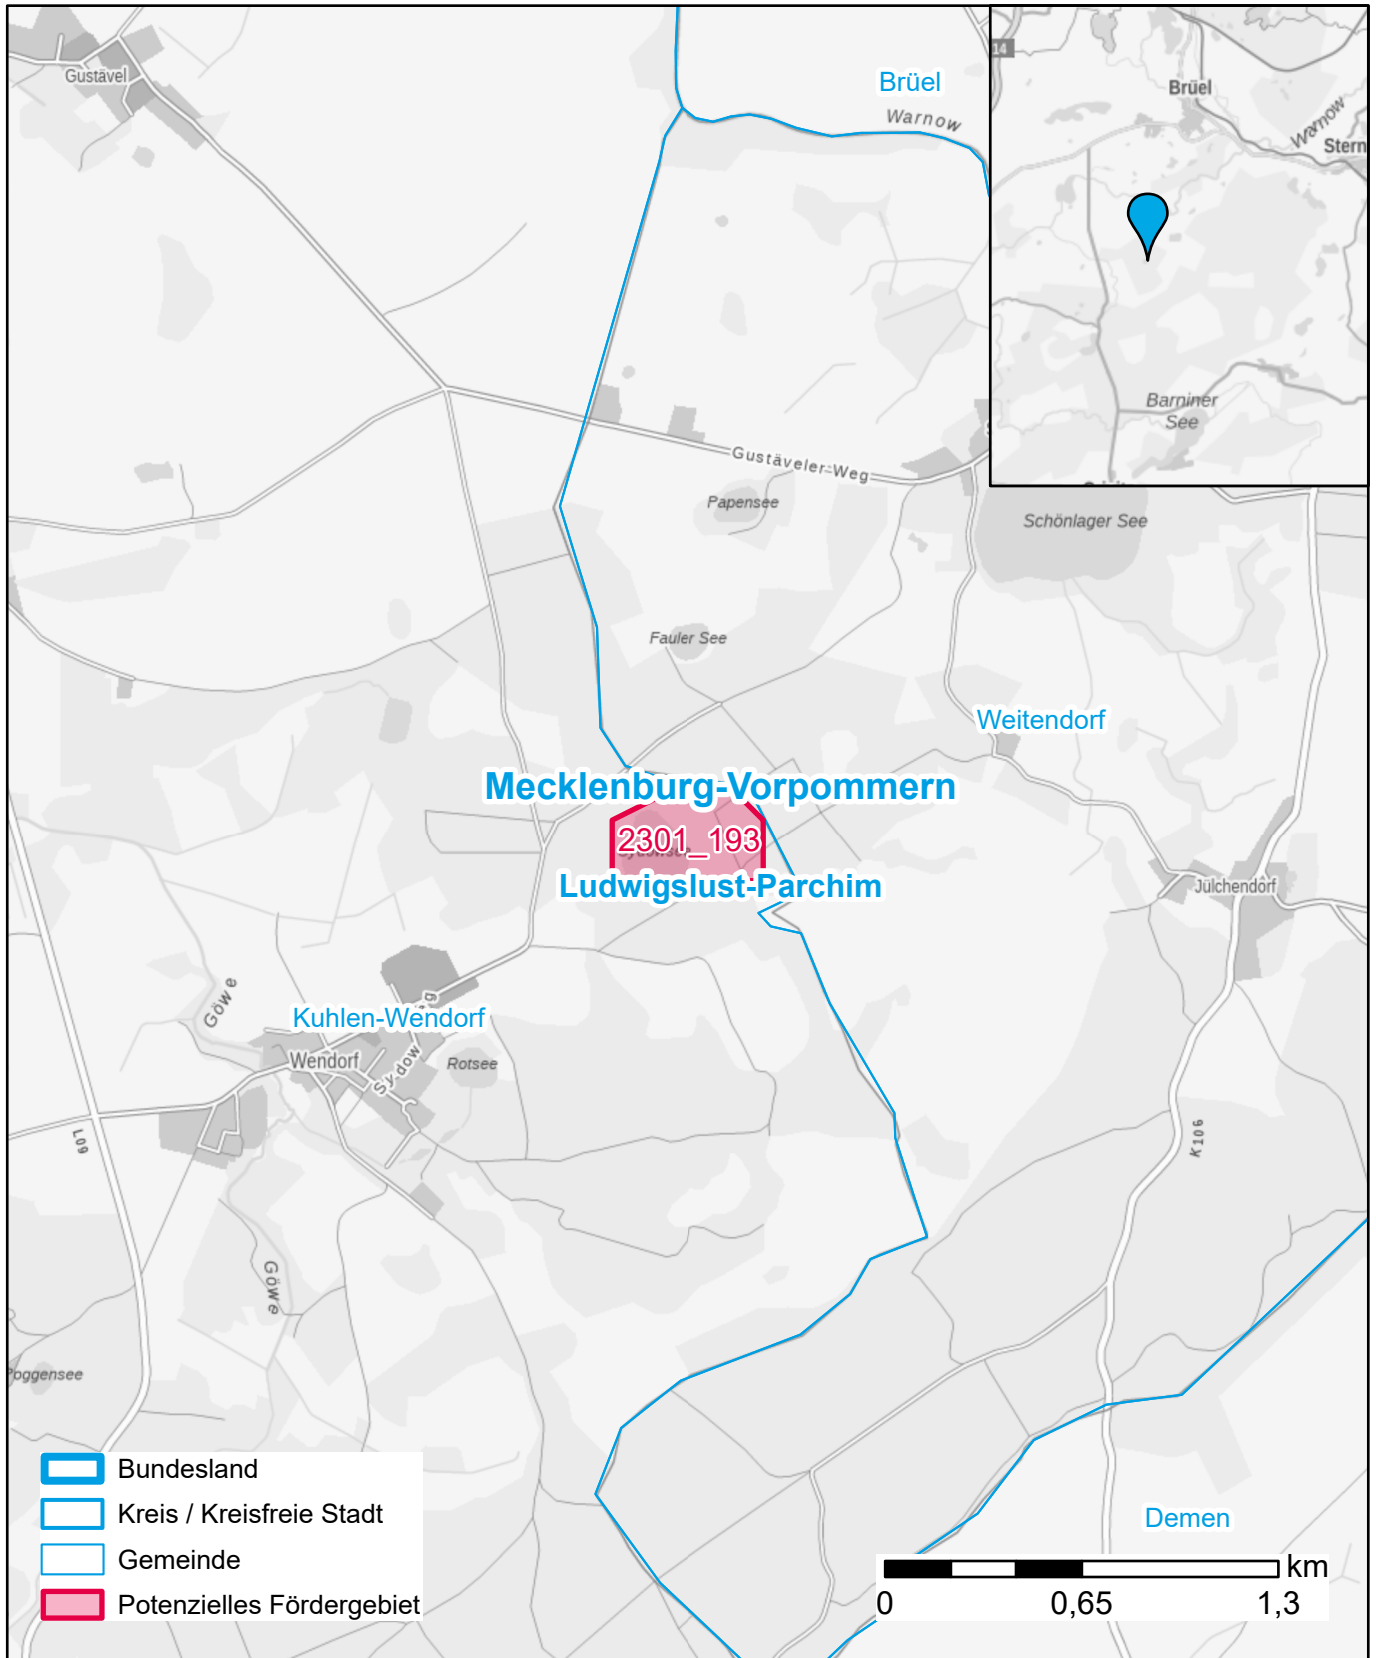 Gustävel
Brüel
Warnow
14
Brüel
Warnow
Stern
Barniner
See
Gustäveler-Weg
Papensee
Schönlager See
Fauler See
Weitendorf
Mecklenburg-Vorpommern
2301_193
Ludwigslust-Parchim
Jülchendorf
Göwe
Kuhlen-Wendorf
Wendorf
Sydow
Rotsee
L09
K106
Göwe
Poggensee
Bundesland
Kreis / Kreisfreie Stadt
Gemeinde
Potenzielles Fördergebiet
Demen
km
0
0,65
1,3